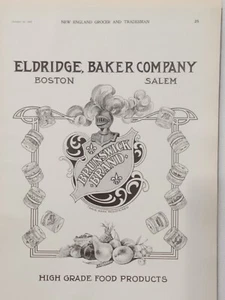 NEW ENGLAND GROCER AND TRADESMAN
ELDRIDGE, BAKER COMPANY
BOSTON SALEM
BRUNSWICK
BRAND
HIGH GRADE FOOD PRODUCTS